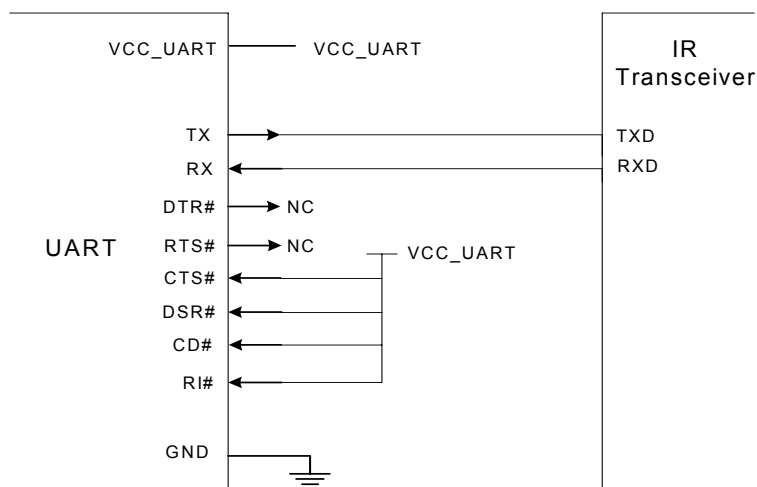 VCC_UART VCC_UART
IR
Transceiver
TX TXD
RX RXD
DTR# NC
UART
RTS# NC
VCC_UART
CTS#
DSR#
CD#
RI#
GND